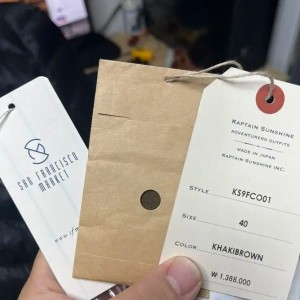 SAN FRANCISCO
MARKET
KAPTAIN SUNSHINE
ADVENTURERS OUTFITS
MADE IN JAPAN
KAPTAIN SUNSHINE INC.
STYLE KS9FCO01
SIZE 40
COLOR KHAKIBROWN
₩ 1,388,000